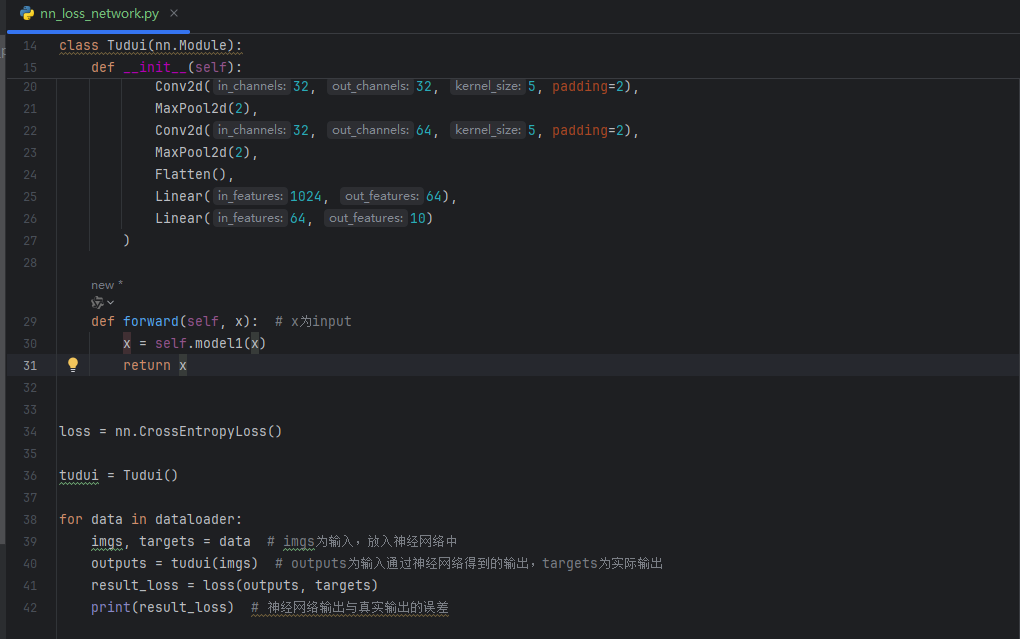 nn_loss_network.py
14 class Tudui(nn.Module):
15 def __init__(self):
20 Conv2d( in_channels: 32, out_channels: 32, kernel_size: 5, padding=2),
21 MaxPool2d(2),
22 Conv2d( in_channels: 32, out_channels: 64, kernel_size: 5, padding=2),
23 MaxPool2d(2),
24 Flatten(),
25 Linear( in_features: 1024, out_features: 64),
26 Linear( in_features: 64, out_features: 10)
27 )
28
new *
29 def forward(self, x): # x为input
30 x = self.model1(x)
31 return x
32
33
34 loss = nn.CrossEntropyLoss()
35
36 tudui = Tudui()
37
38 for data in dataloader:
39 imgs, targets = data # imgs为输入，放入神经网络中
40 outputs = tudui(imgs) # outputs为输入通过神经网络得到的输出，targets为实际输出
41 result_loss = loss(outputs, targets)
42 print(result_loss) # 神经网络输出与真实输出的误差